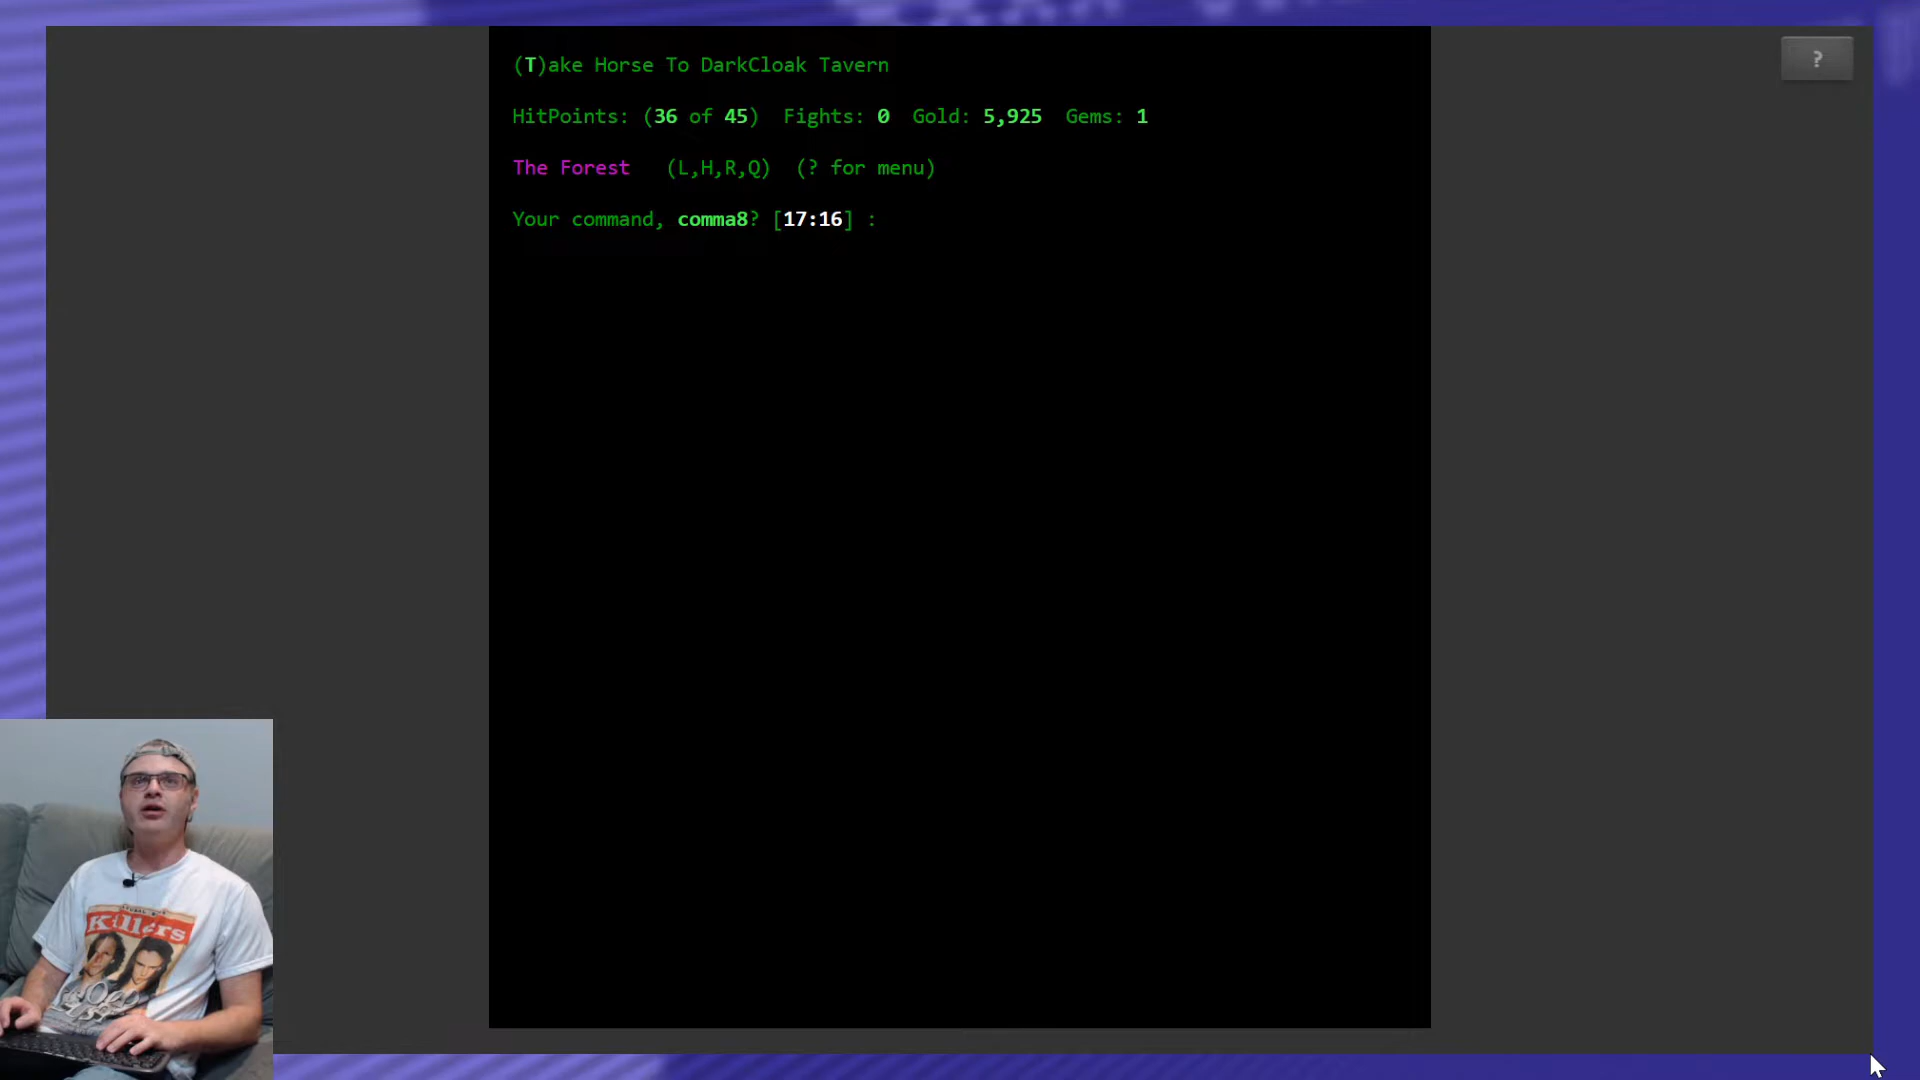 (T)ake Horse To DarkCloak Tavern
HitPoints: (36 of 45)  Fights: 0  Gold: 5,925  Gems: 1
The Forest   (L,H,R,Q)  (? for menu)
Your command, comma8? [17:16] :
?
Killers